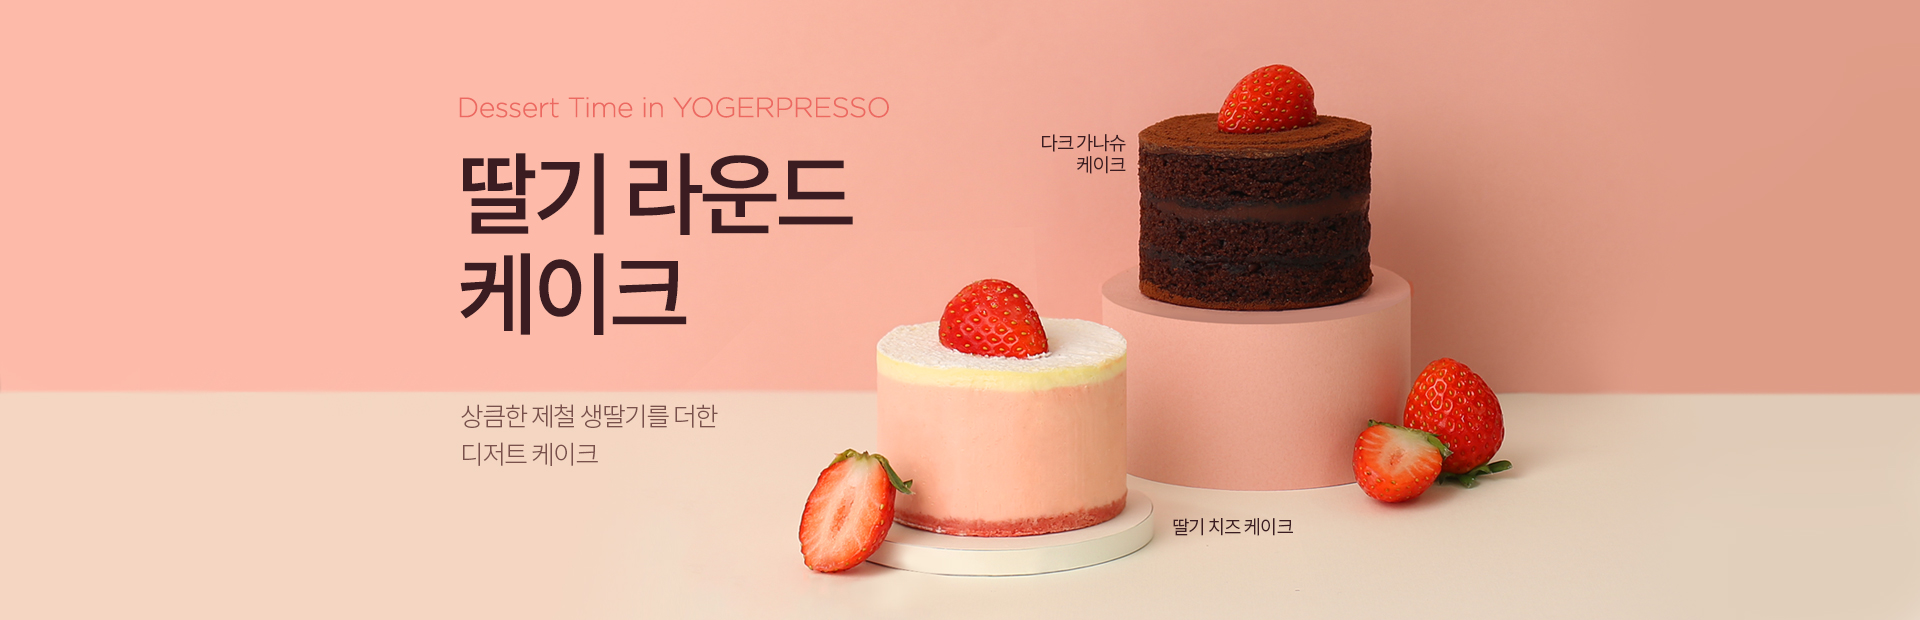 Dessert Time in YOGERPRESSO
딸기 라운드
케이크
상큼한 제철 생딸기를 더한
디저트 케이크
다크 가나슈
케이크
딸기 치즈 케이크